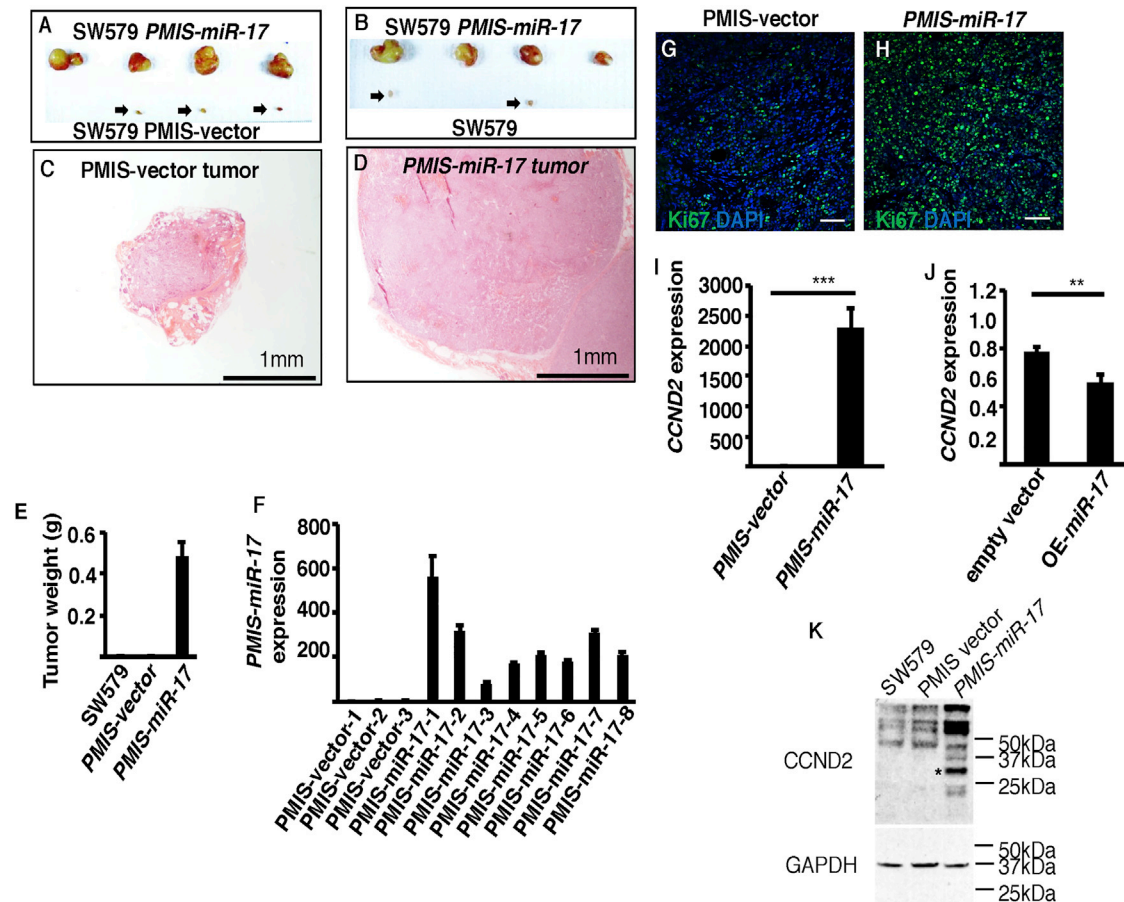 A
SW579 PMIS-miR-17
SW579 PMIS-vector
B
SW579 PMIS-miR-17
SW579
C
PMIS-vector tumor
1mm
D
PMIS-miR-17 tumor
1mm
PMIS-vector
G
Ki67 DAPI
PMIS-miR-17
H
Ki67 DAPI
I
CCND2 expression
3000
2500
2000
1500
1000
500
***
PMIS-vector
PMIS-miR-17
J
CCND2 expression
1.2
1.0
0.8
0.6
0.4
0.2
**
empty vector
OE-miR-17
E
Tumor weight (g)
0.6
0.4
0.2
SW579
PMIS-vector
PMIS-miR-17
F
PMIS-miR-17
expression
800
600
400
200
PMIS-vector-1
PMIS-vector-2
PMIS-vector-3
PMIS-miR-17-1
PMIS-miR-17-2
PMIS-miR-17-3
PMIS-miR-17-4
PMIS-miR-17-5
PMIS-miR-17-6
PMIS-miR-17-7
PMIS-miR-17-8
K
SW579
PMIS vector
PMIS-miR-17
CCND2
*
50kDa
37kDa
25kDa
GAPDH
50kDa
37kDa
25kDa